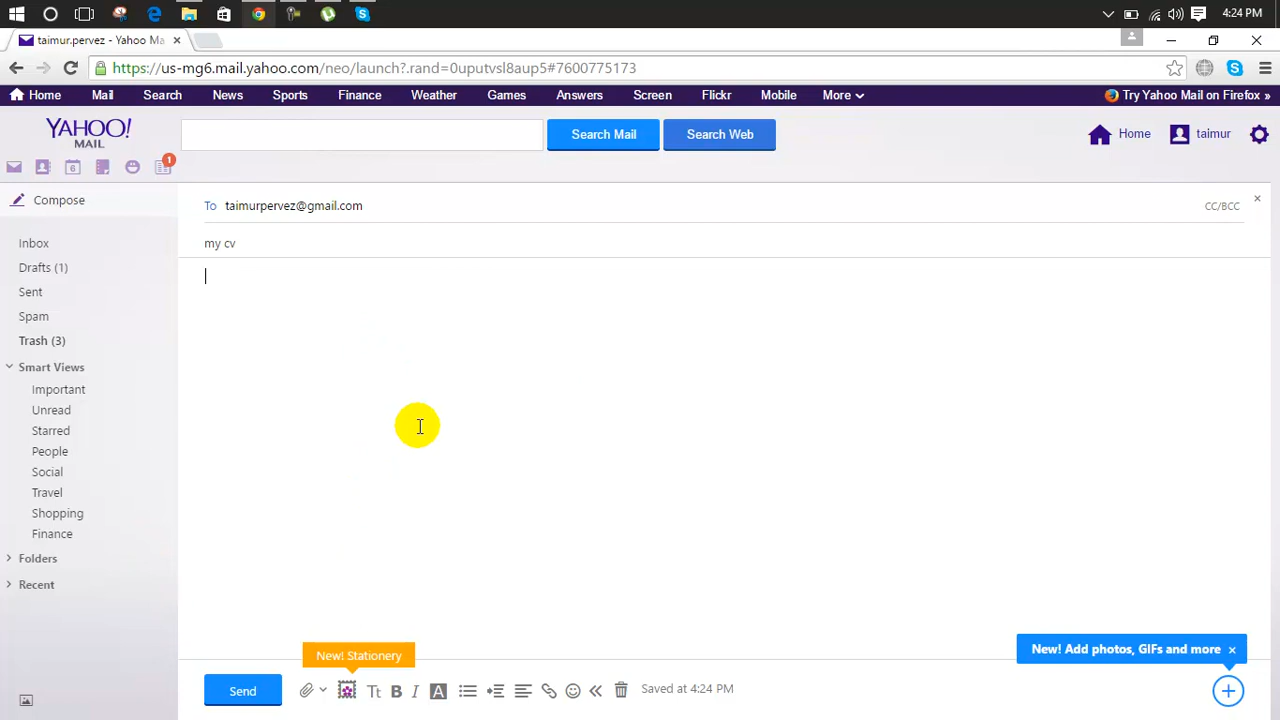 4:24 PM
taimur.pervez - Yahoo Ma
https://us-mg6.mail.yahoo.com/neo/launch?.rand=0uputvsl8aup5#7600775173
Home Mail Search News Sports Finance Weather Games Answers Screen Flickr Mobile More Try Yahoo Mail on Firefox »
YAHOO!
MAIL
Search Mail Search Web Home taimur
6 1
Compose
To taimurpervez@gmail.com CC/BCC
my cv
Inbox
Drafts (1)
Sent
Spam
Trash (3)
Smart Views
Important
Unread
Starred
People
Social
Travel
Shopping
Finance
Folders
Recent
New! Stationery
New! Add photos, GIFs and more ×
Send Tt B I A Saved at 4:24 PM